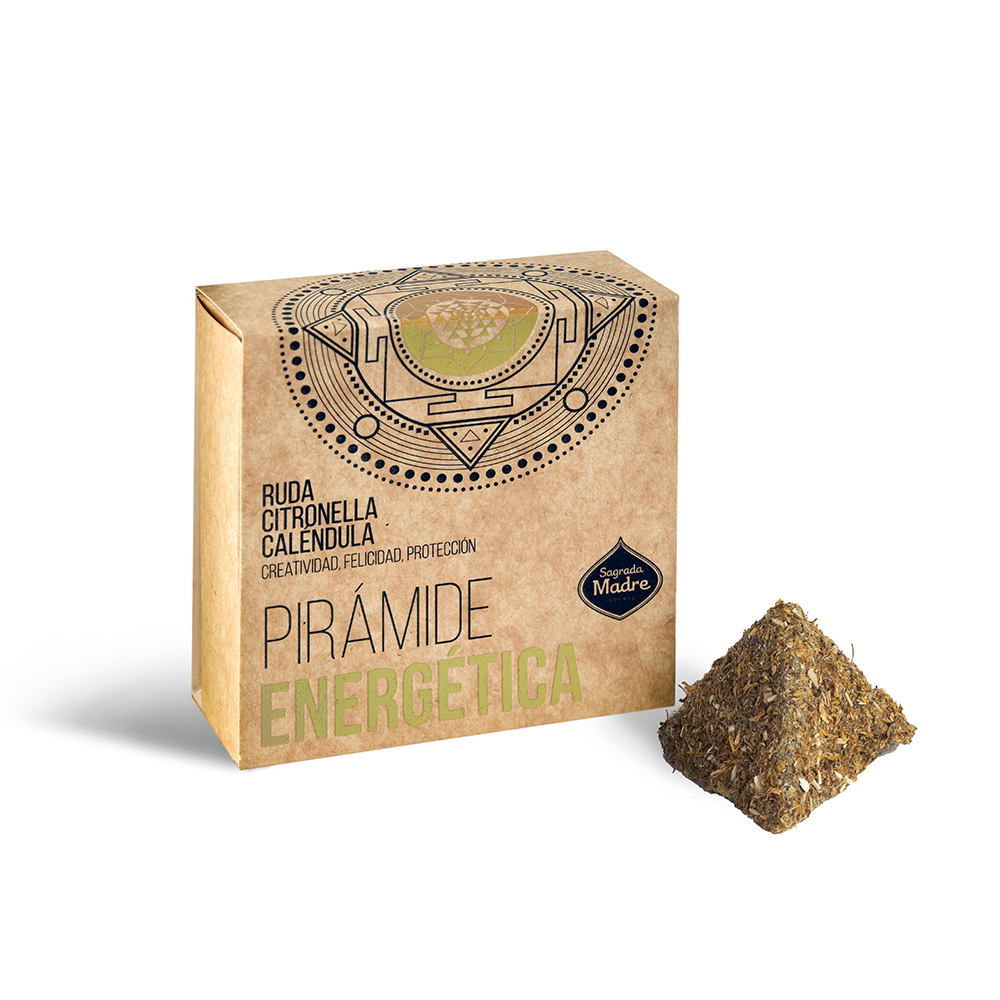 RUDA
CITRONELLA
CALÉNDULA
CREATIVIDAD, FELICIDAD, PROTECCIÓN
PIRÁMIDE
ENERGÉTICA
Sagrada
Madre